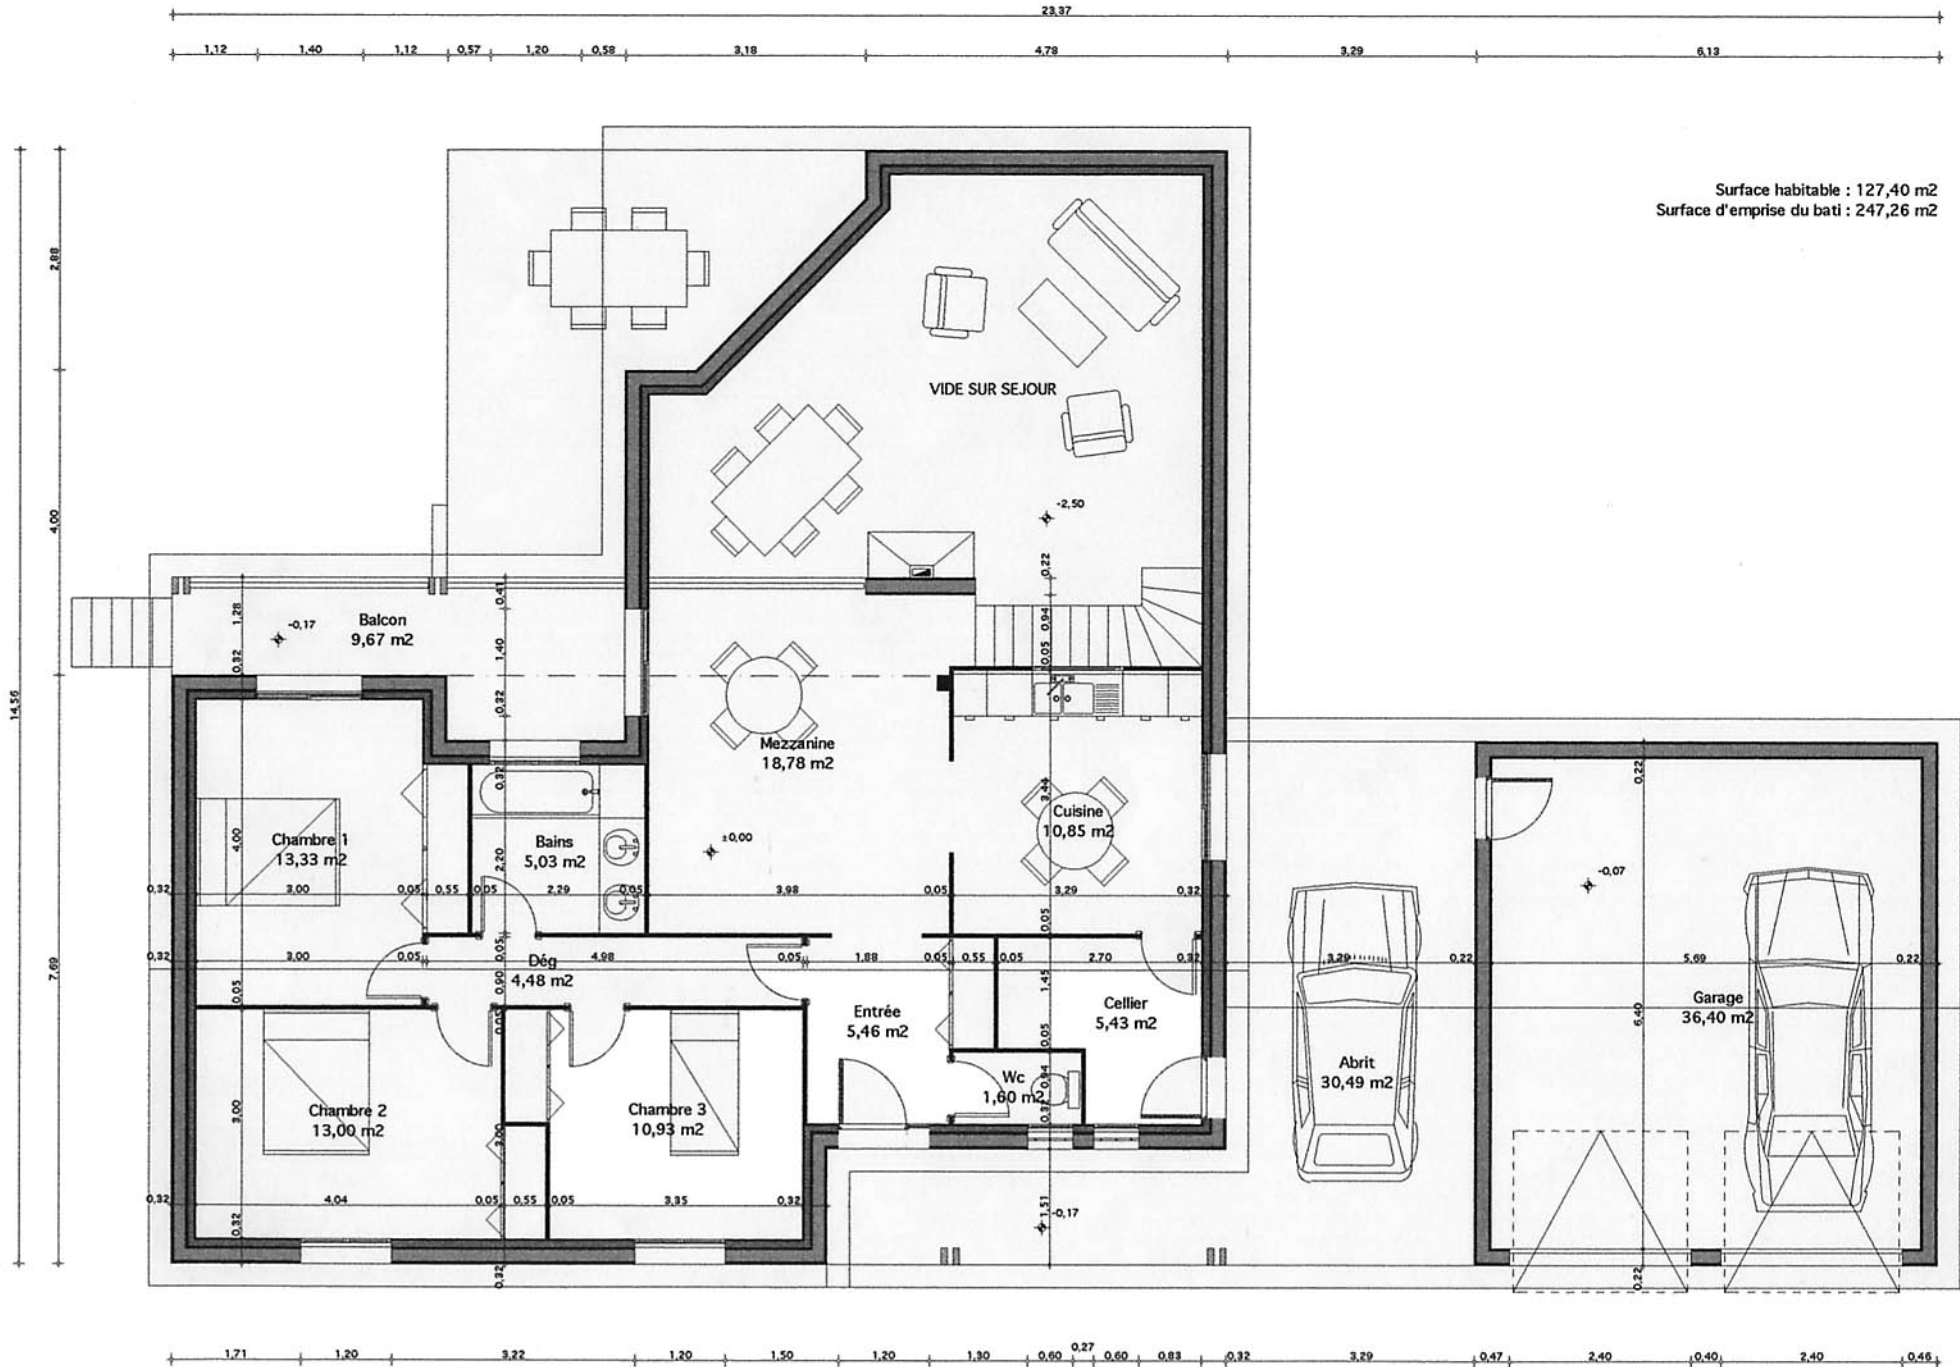 23,37
1,12 1,40 1,12 0,57 1,20 0,58 3,18 4,78 3,29 6,13
Surface habitable : 127,40 m2
Surface d'emprise du bati : 247,26 m2
2,88
4,00
14,56
7,69
VIDE SUR SEJOUR
-2,50
0,22
0,94
0,05
Balcon
9,67 m2
-0,17
1,28
0,32
0,41
1,40
0,32
0,32
Mezzanine
18,78 m2
±0,00
3,44
Cuisine
10,85 m2
0,22
Chambre 1
13,33 m2
4,00
Bains
5,03 m2
2,20
-0,07
0,32 3,00 0,05 0,55 0,05 2,29 0,05 3,98 0,05 3,29 0,32
0,05
0,05
0,32 3,00 0,05 4,98 0,05 1,88 0,05 0,55 0,05 2,70 0,32 3,29 0,22 5,69 0,22
Dég
4,48 m2
0,90
0,05
0,05
1,45
0,05
Entrée
5,46 m2
Cellier
5,43 m2
Garage
36,40 m2
6,40
Abrit
30,49 m2
Wc
1,60 m2
0,94
0,32
Chambre 2
13,00 m2
3,00
Chambre 3
10,93 m2
3,00
0,32 4,04 0,05 0,55 0,05 3,35 0,32
0,32
0,32
1,51
-0,17
0,22
1,71 1,20 3,22 1,20 1,50 1,20 1,30 0,60 0,27 0,60 0,83 0,32 3,29 0,47 2,40 0,40 2,40 0,46